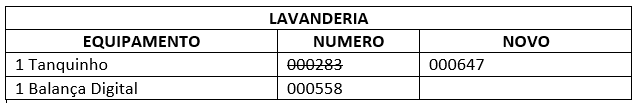 LAVANDERIA
EQUIPAMENTO NUMERO NOVO
1 Tanquinho 000283 000647
1 Balança Digital 000558